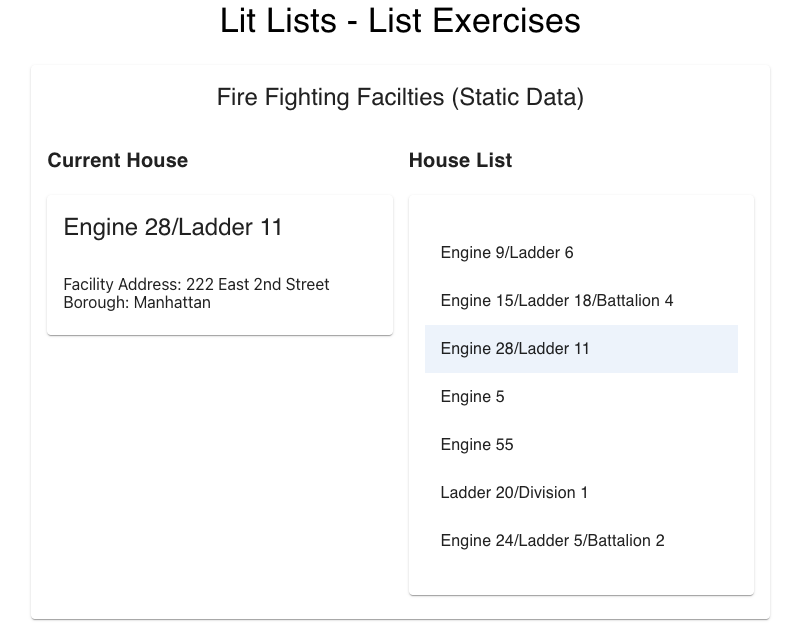 Lit Lists - List Exercises
Fire Fighting Facilties (Static Data)
Current House
Engine 28/Ladder 11
Facility Address: 222 East 2nd Street
Borough: Manhattan
House List
Engine 9/Ladder 6
Engine 15/Ladder 18/Battalion 4
Engine 28/Ladder 11
Engine 5
Engine 55
Ladder 20/Division 1
Engine 24/Ladder 5/Battalion 2